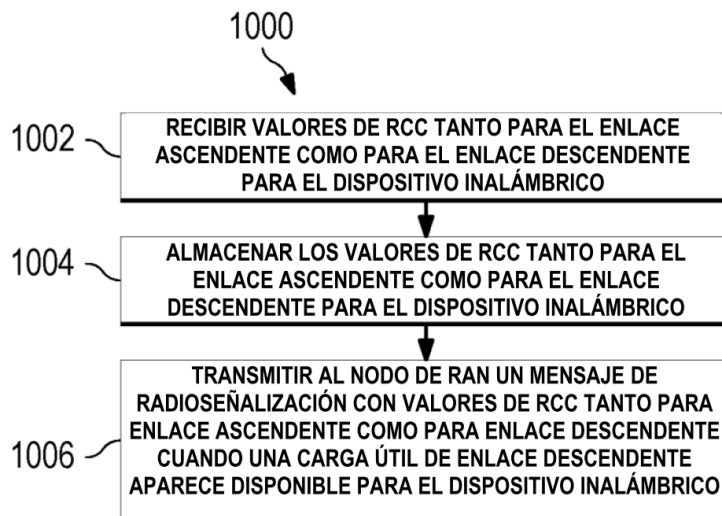 1000
1002
RECIBIR VALORES DE RCC TANTO PARA EL ENLACE
ASCENDENTE COMO PARA EL ENLACE DESCENDENTE
PARA EL DISPOSITIVO INALÁMBRICO
1004
ALMACENAR LOS VALORES DE RCC TANTO PARA EL
ENLACE ASCENDENTE COMO PARA EL ENLACE
DESCENDENTE PARA EL DISPOSITIVO INALÁMBRICO
1006
TRANSMITIR AL NODO DE RAN UN MENSAJE DE
RADIOSEÑALIZACIÓN CON VALORES DE RCC TANTO PARA
ENLACE ASCENDENTE COMO PARA ENLACE DESCENDENTE
CUANDO UNA CARGA ÚTIL DE ENLACE DESCENDENTE
APARECE DISPONIBLE PARA EL DISPOSITIVO INALÁMBRICO